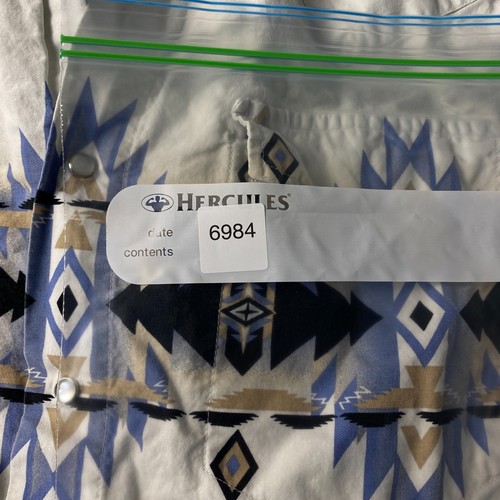 HERCULES®
date
6984
contents